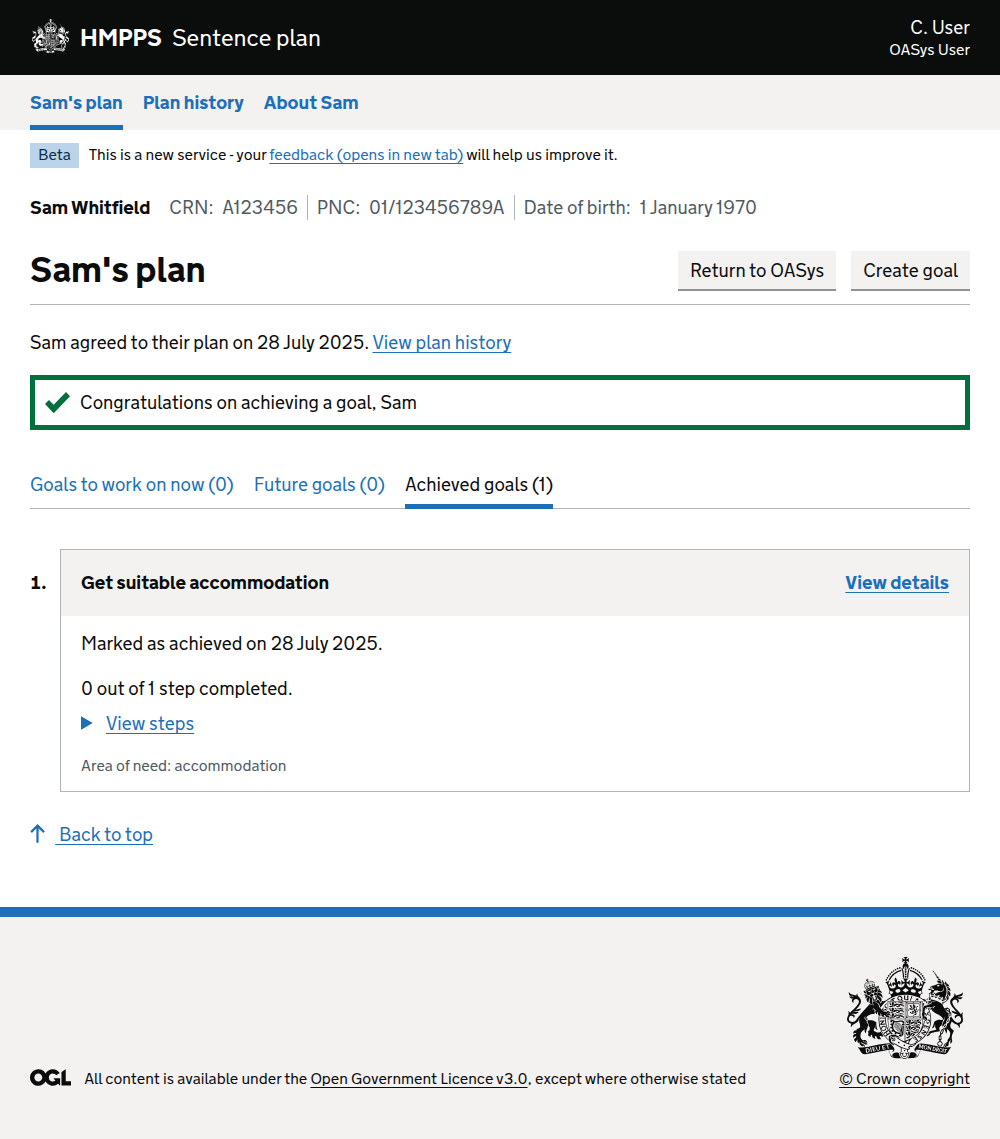 HMPPS Sentence plan
C. User
OASys User
Sam's plan Plan history About Sam
Beta This is a new service - your feedback (opens in new tab) will help us improve it.
Sam Whitfield CRN: A123456 PNC: 01/123456789A Date of birth: 1 January 1970
Sam's plan
Return to OASys Create goal
Sam agreed to their plan on 28 July 2025. View plan history
Congratulations on achieving a goal, Sam
Goals to work on now (0) Future goals (0) Achieved goals (1)
1. Get suitable accommodation View details
Marked as achieved on 28 July 2025.
0 out of 1 step completed.
View steps
Area of need: accommodation
Back to top
DIEU ET MON DROIT
OGL All content is available under the Open Government Licence v3.0, except where otherwise stated
© Crown copyright